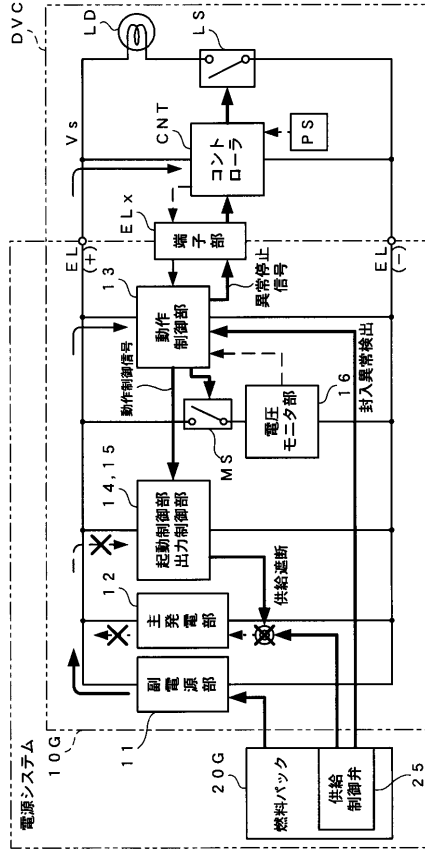 電源システム
DVC
LD
LS
Vs
CNT
コント
ローラ
PS
ELx
端子部
EL
(+)
EL
(-)
13
動作
制御部
異常停止
信号
動作制御信号
16
電圧
モニタ部
封入異常検出
MS
14,15
起動制御部
出力制御部
供給遮断
12
主発電部
副電源部
11
10G
20G
燃料パック
供給
制御弁
25